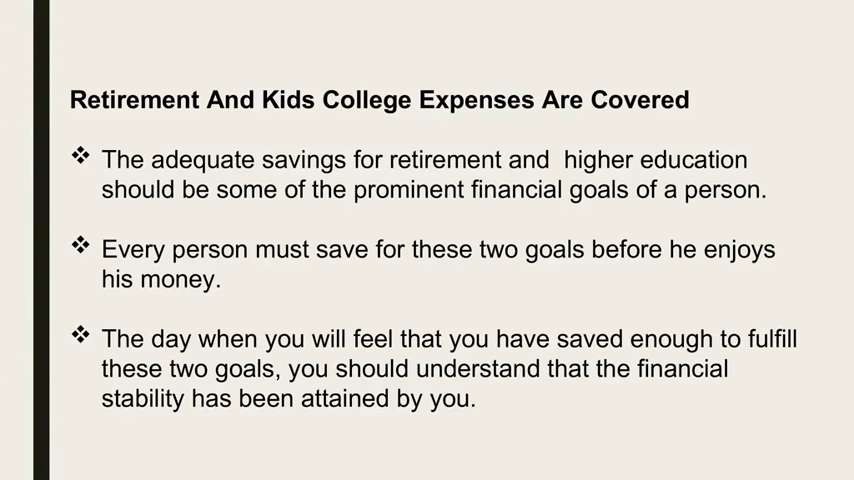 Retirement And Kids College Expenses Are Covered
❖ The adequate savings for retirement and  higher education
should be some of the prominent financial goals of a person.
❖ Every person must save for these two goals before he enjoys
his money.
❖ The day when you will feel that you have saved enough to fulfill
these two goals, you should understand that the financial
stability has been attained by you.